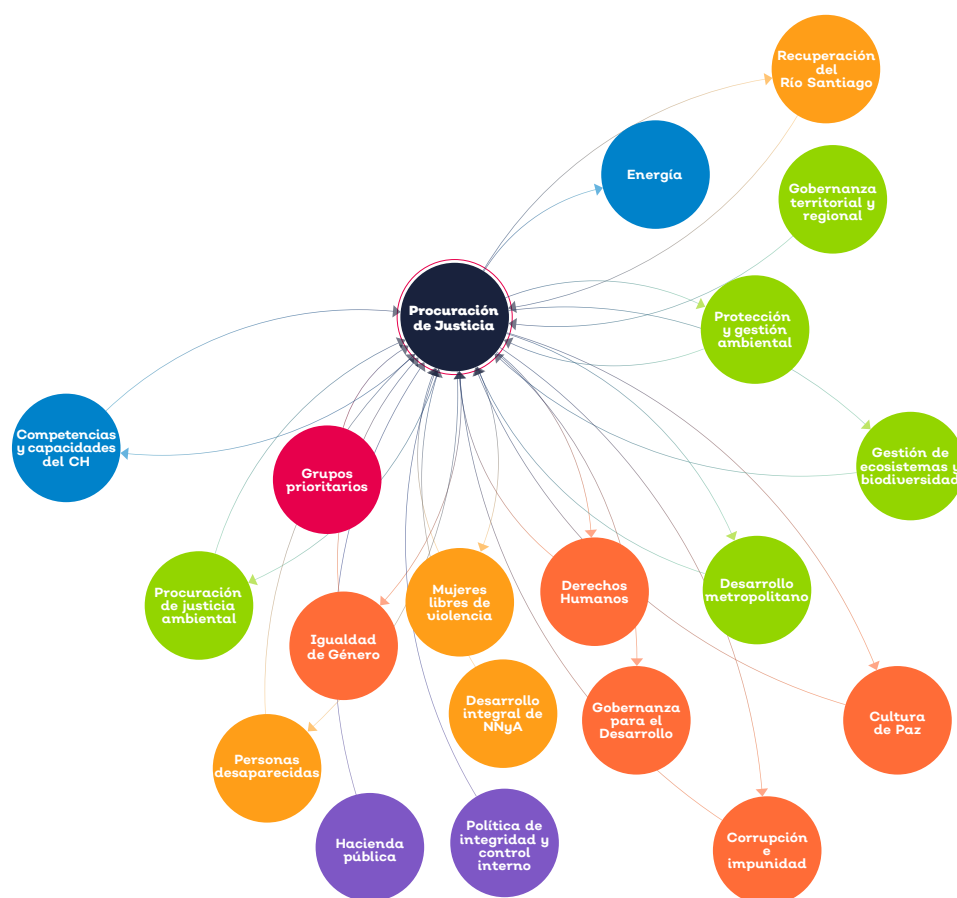 Recuperación
del
Río Santiago
Energía
Gobernanza
territorial y
regional
Procuración
de Justicia
Protección
y gestión
ambiental
Competencias
y capacidades
del CH
Grupos
prioritarios
Gestión de
ecosistemas y
biodiversidad
Procuración
de justicia
ambiental
Igualdad
de Género
Mujeres
libres de
violencia
Derechos
Humanos
Desarrollo
metropolitano
Desarrollo
integral de
NNyA
Gobernanza
para el
Desarrollo
Cultura
de Paz
Personas
desaparecidas
Hacienda
pública
Política de
integridad y
control
interno
Corrupción
e
impunidad